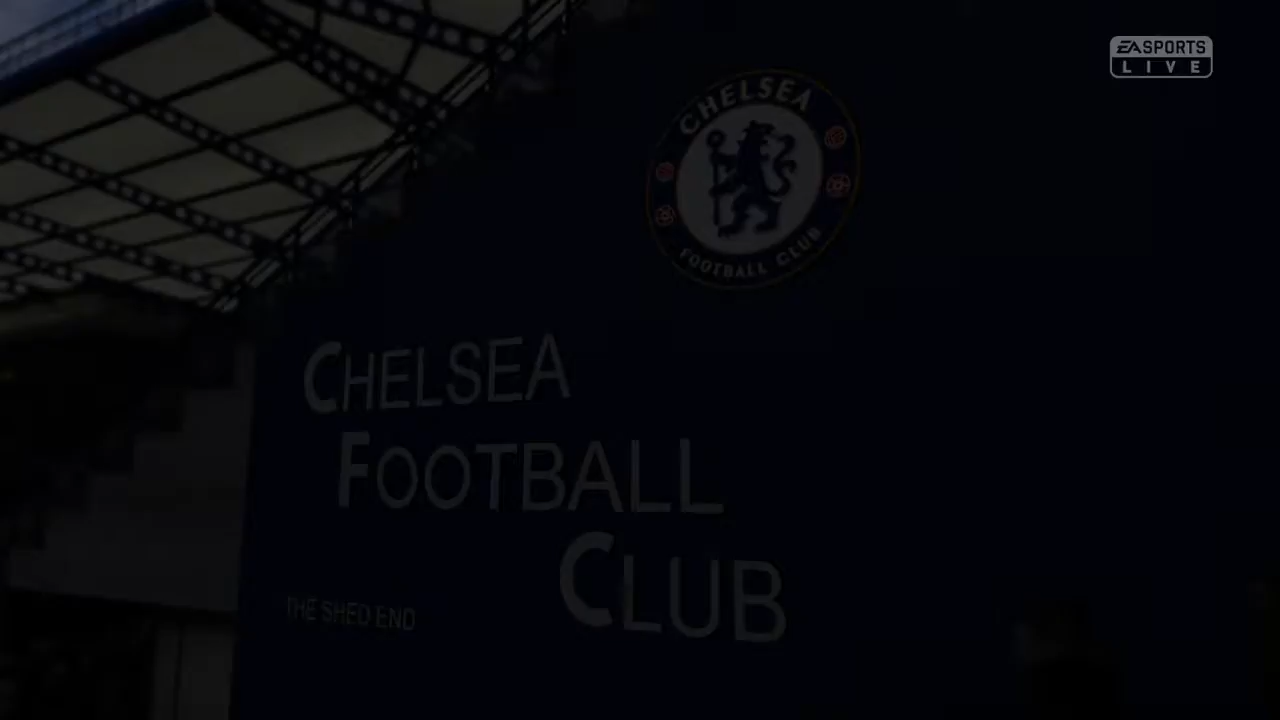 EA SPORTS
LIVE
CHELSEA
FOOTBALL CLUB
CHELSEA
FOOTBALL
CLUB
THE SHED END